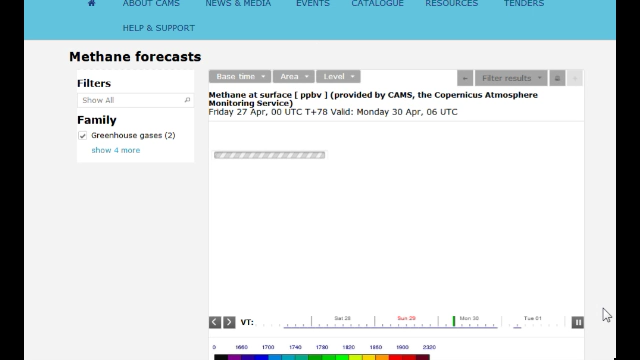 ABOUT CAMS NEWS & MEDIA EVENTS CATALOGUE RESOURCES TENDERS
HELP & SUPPORT
Methane forecasts
Filters
Show All
Family
Greenhouse gases (2)
show 4 more
Base time Area Level
Filter results
Methane at surface [ ppbv ] (provided by CAMS, the Copernicus Atmosphere
Monitoring Service)
Friday 27 Apr, 00 UTC T+78 Valid: Monday 30 Apr, 06 UTC
VT: Sat 28 Sun 29 Mon 30 Tue 01
0 1660 1700 1740 1780 1820 1850 1900 2320